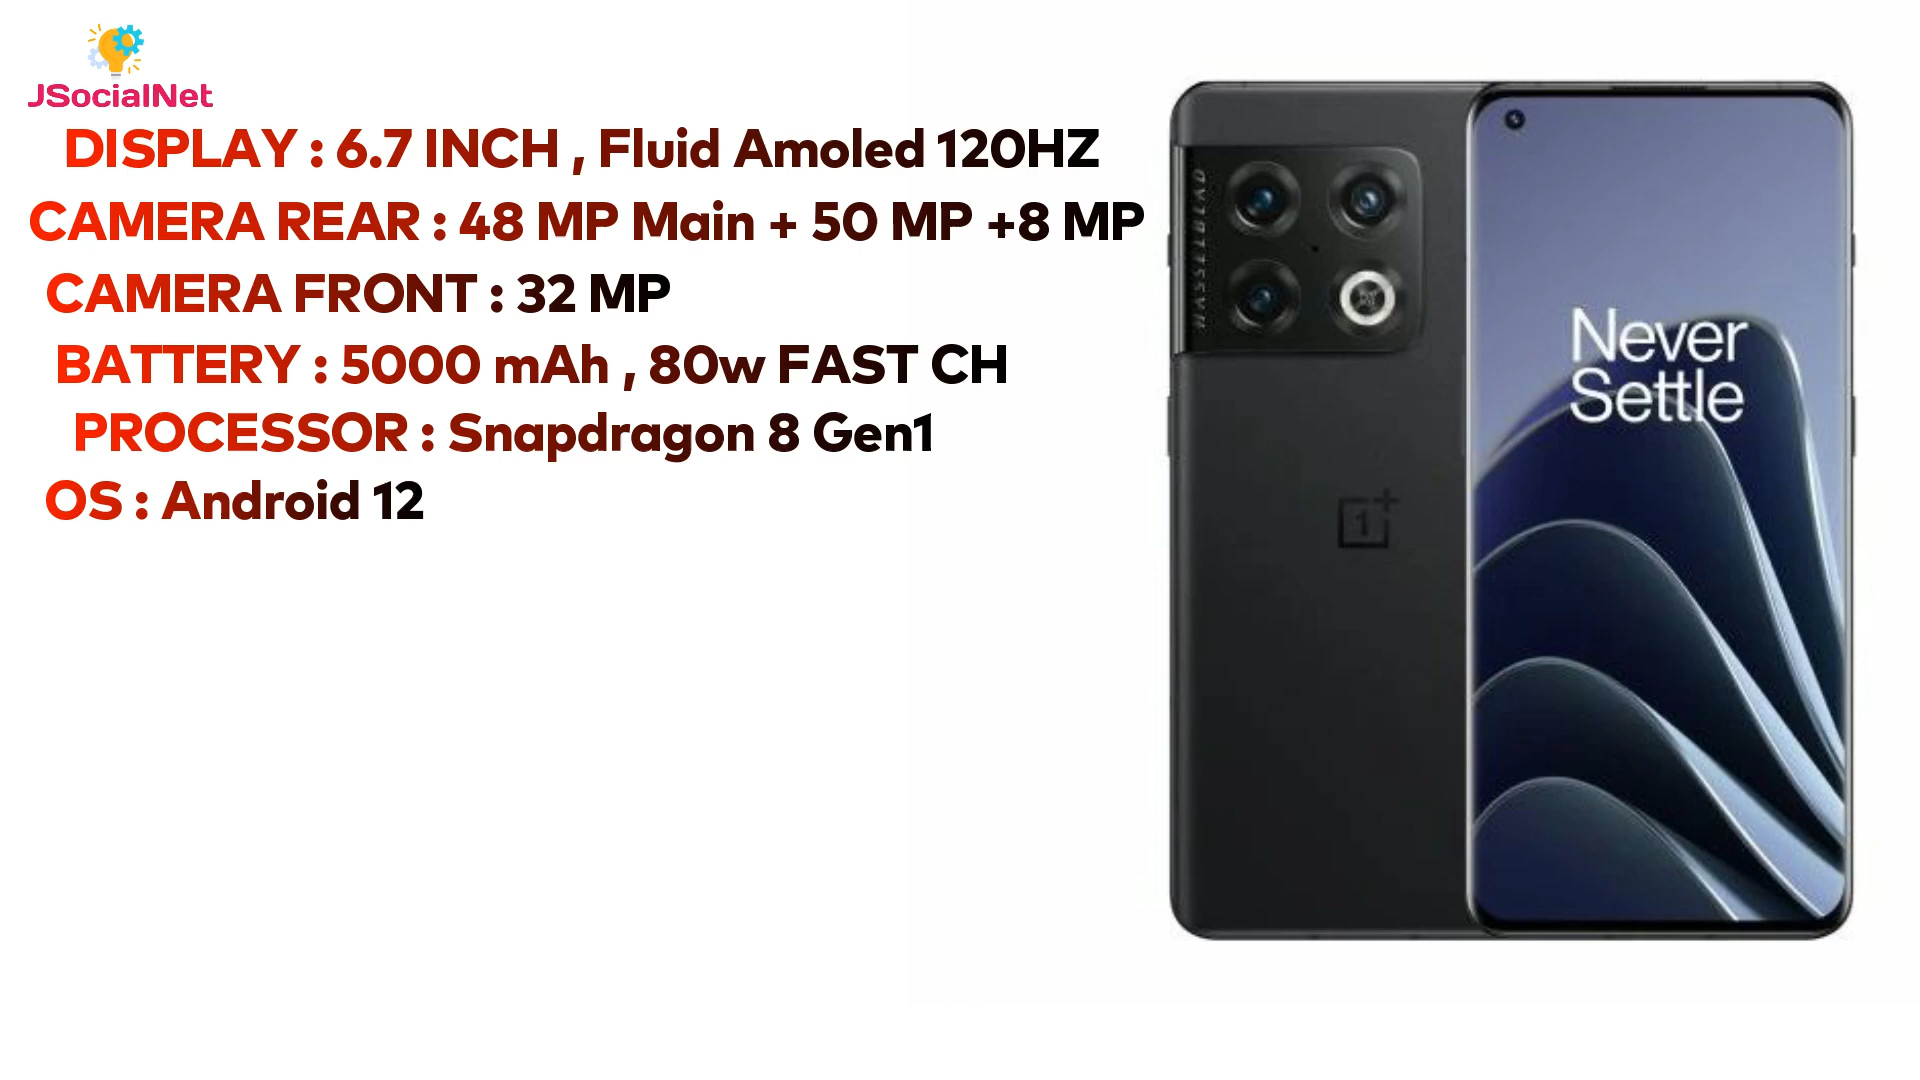 JSocialNet
DISPLAY : 6.7 INCH , Fluid Amoled 120HZ
CAMERA REAR : 48 MP Main + 50 MP +8 MP
CAMERA FRONT : 32 MP
BATTERY : 5000 mAh , 80w FAST CH
PROCESSOR : Snapdragon 8 Gen1
OS : Android 12
HASSELBLAD
1+
Never
Settle